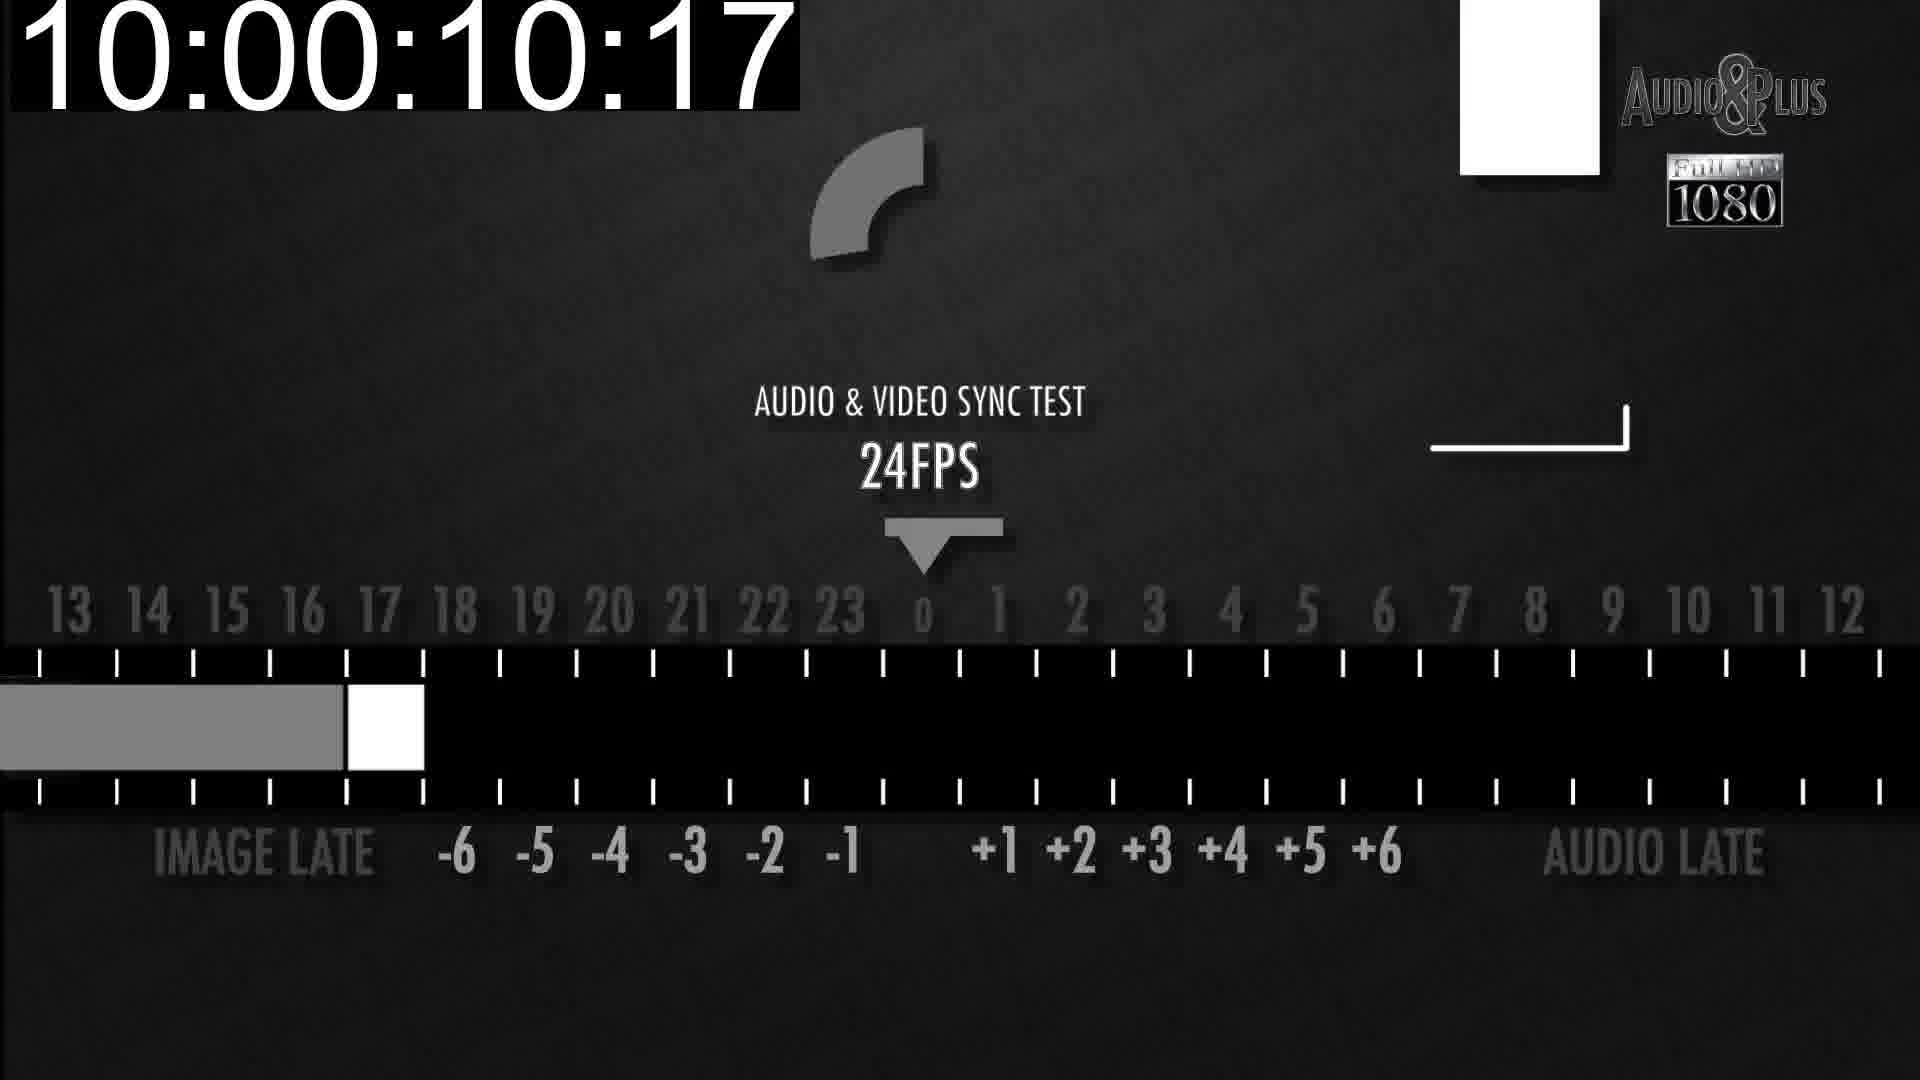 10:00:10:17
AUDIO & PLUS
Full HD
1080
AUDIO & VIDEO SYNC TEST
24FPS
13 14 15 16 17 18 19 20 21 22 23 0 1 2 3 4 5 6 7 8 9 10 11 12
IMAGE LATE -6 -5 -4 -3 -2 -1 +1 +2 +3 +4 +5 +6 AUDIO LATE